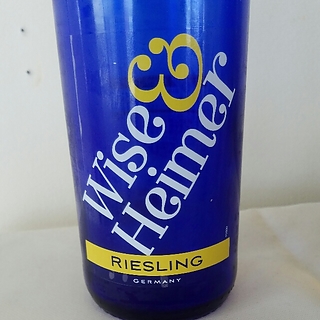 Wise &
Heimer
RIESLING
GERMANY